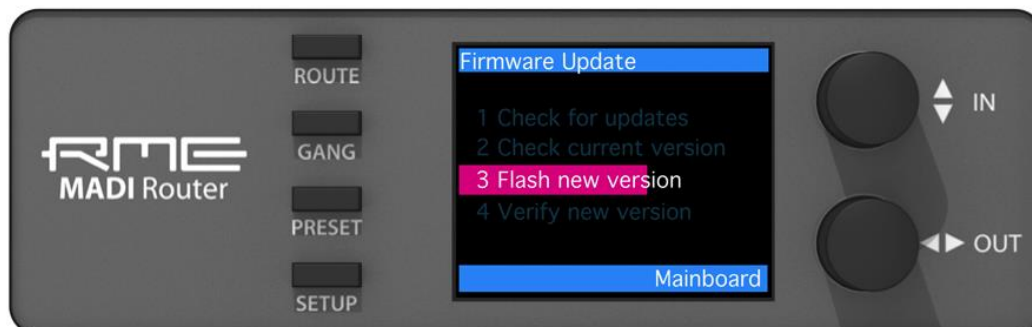 RME
MADI Router
ROUTE
GANG
PRESET
SETUP
Firmware Update
1 Check for updates
2 Check current version
3 Flash new version
4 Verify new version
Mainboard
IN
OUT